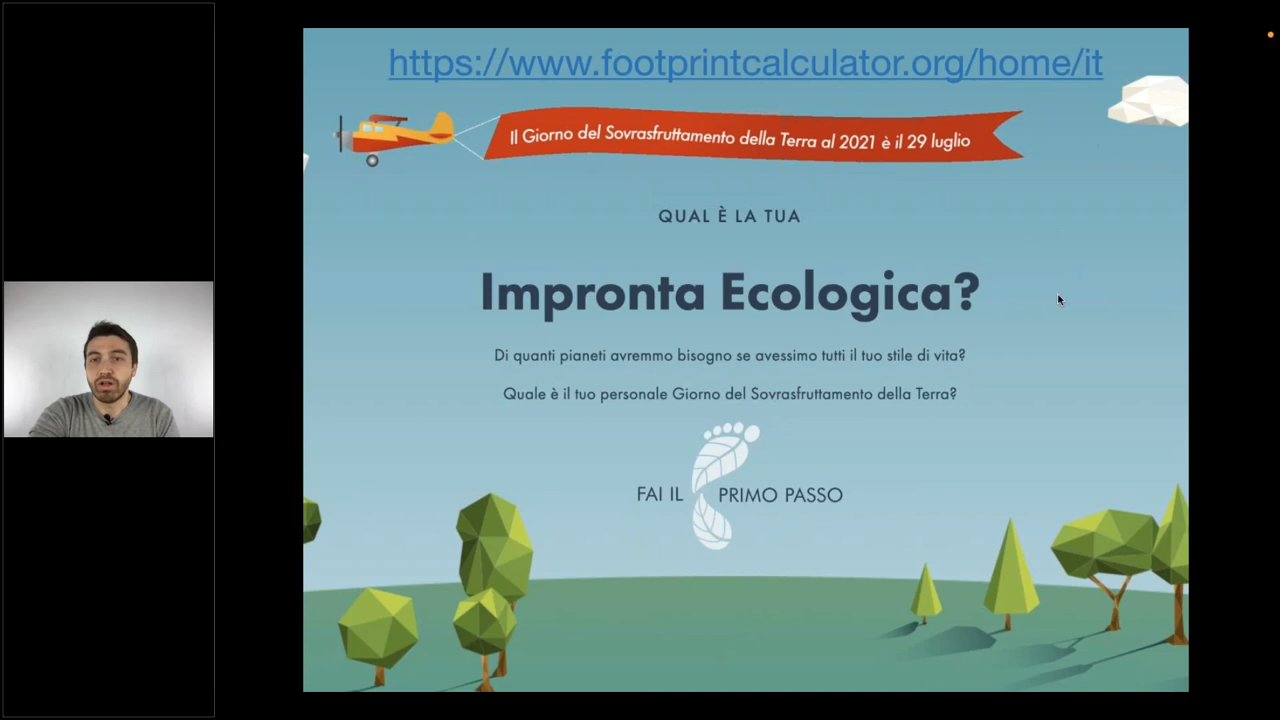 https://www.footprintcalculator.org/home/it
Il Giorno del Sovrasfruttamento della Terra al 2021 è il 29 luglio
QUAL È LA TUA
Impronta Ecologica?
Di quanti pianeti avremmo bisogno se avessimo tutti il tuo stile di vita?
Quale è il tuo personale Giorno del Sovrasfruttamento della Terra?
FAI IL PRIMO PASSO